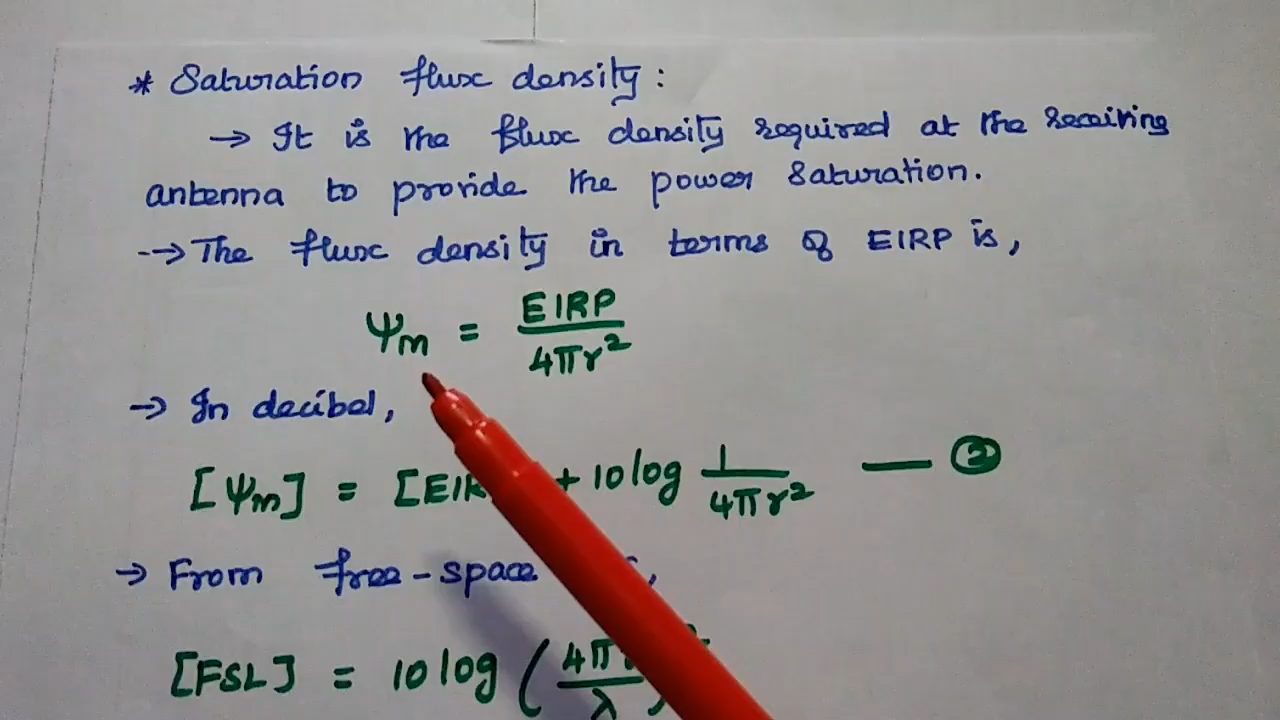 * Saturation flux density :
→ It is the flux density required at the receiving
antenna to provide the power saturation.
→ The flux density in terms of EIRP is,
Ψm = EIRP / 4πr²
→ In decibel,
[Ψm] = [EIR + 10 log 1 / 4πr² — ②
→ From free-space
[FSL] = 10 log ( 4π / λ )